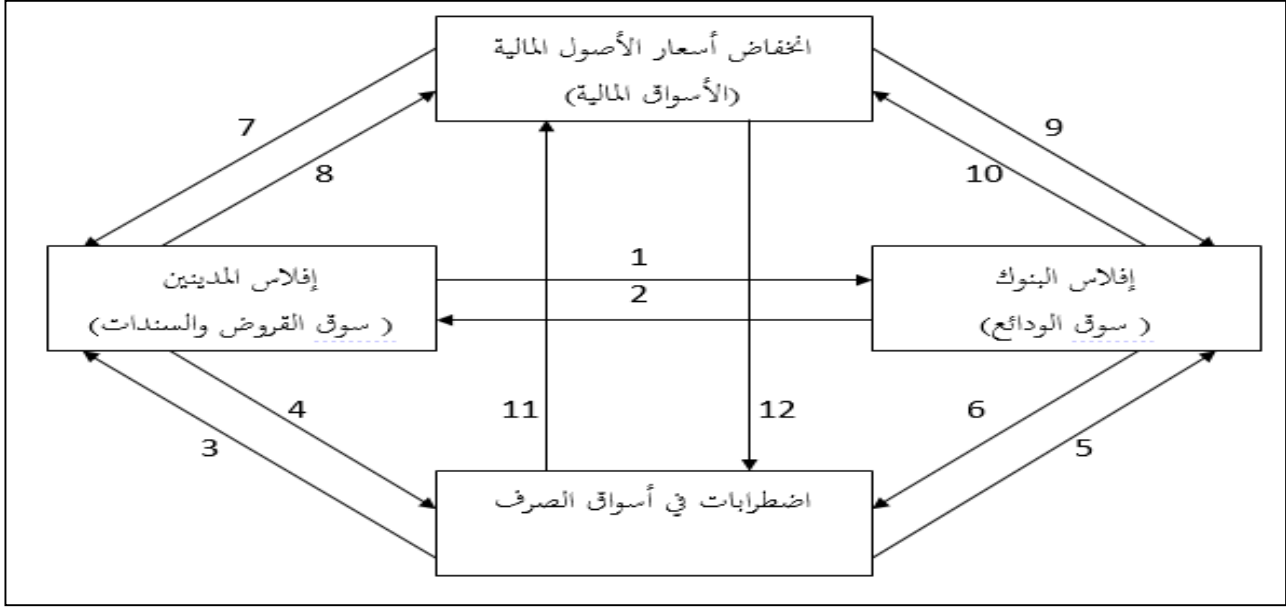 انخفاض أسعار الأصول المالية
(الأسواق المالية)
7
9
8
10
إفلاس المدينين
( سوق القروض والسندات)
1
2
إفلاس البنوك
( سوق الودائع)
4
11
12
6
3
5
اضطرابات في أسواق الصرف